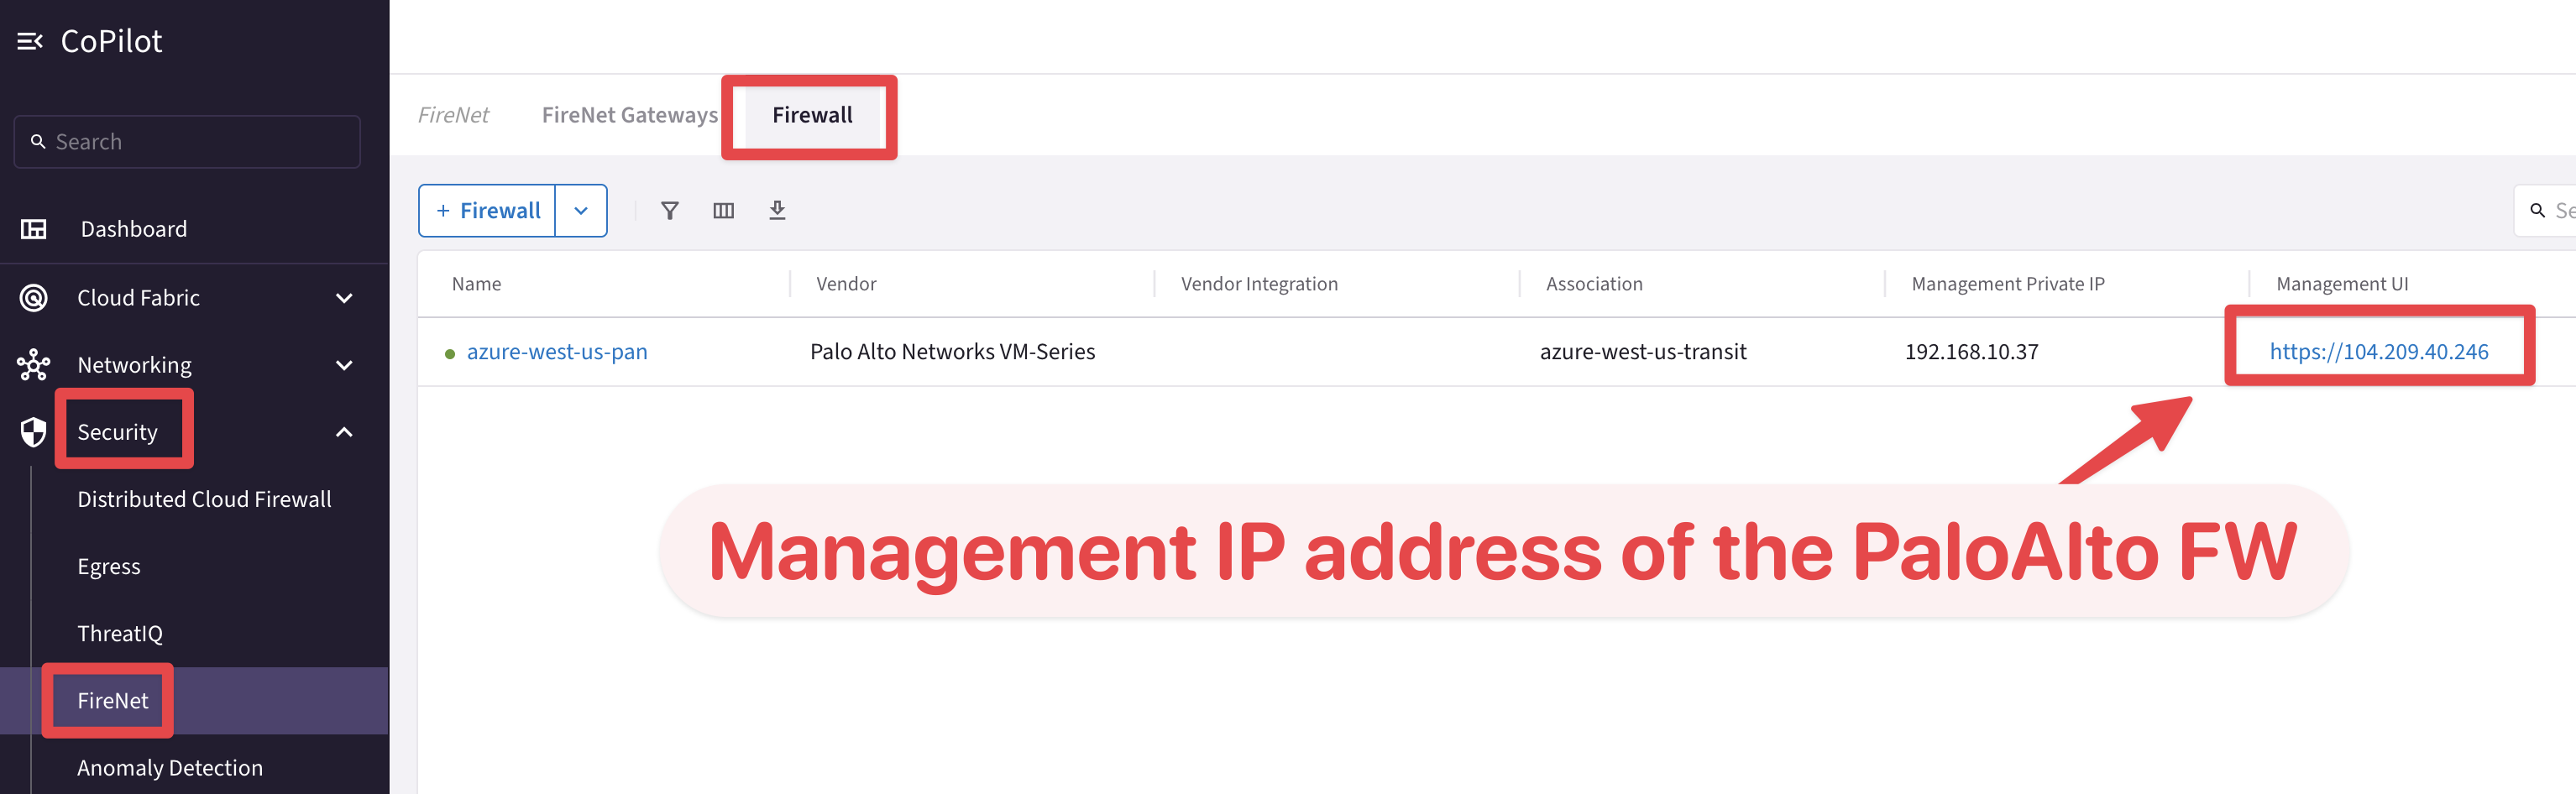 CoPilot
Search
Dashboard
Cloud Fabric
Networking
Security
Distributed Cloud Firewall
Egress
ThreatIQ
FireNet
Anomaly Detection
FireNet FireNet Gateways Firewall
+ Firewall
Se
Name Vendor Vendor Integration Association Management Private IP Management UI
azure-west-us-pan Palo Alto Networks VM-Series azure-west-us-transit 192.168.10.37 https://104.209.40.246
Management IP address of the PaloAlto FW